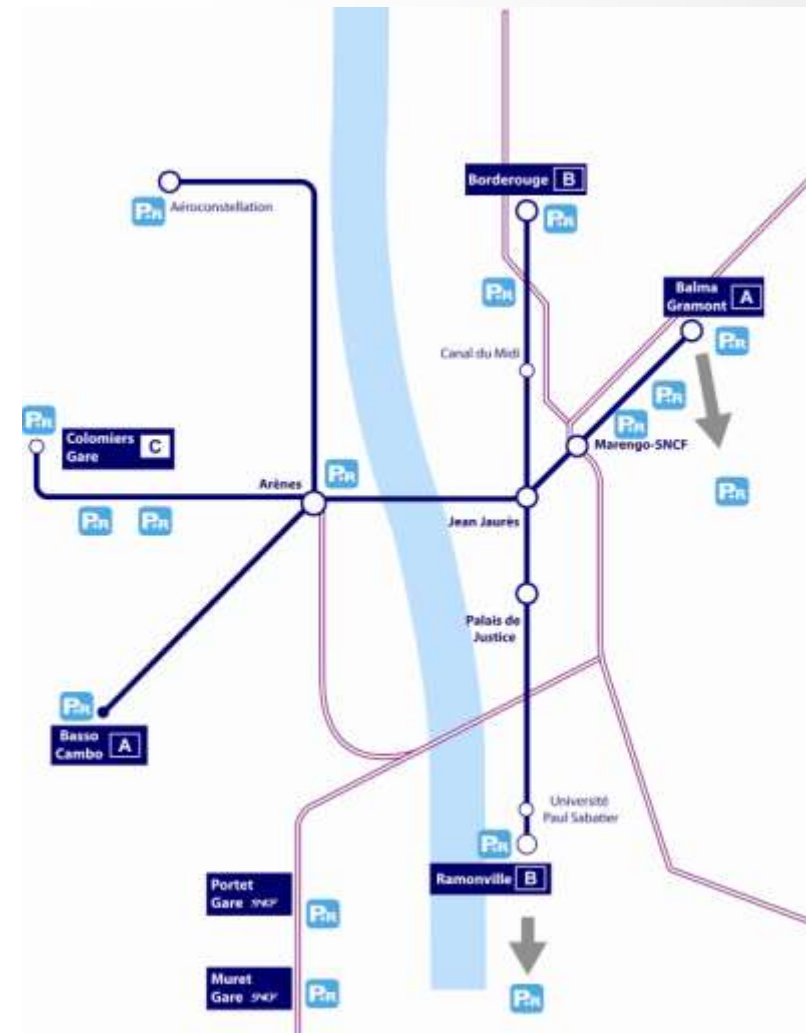 Borderouge B
P+R
P+R
Aéroconstellation
P+R
Balma
Gramont A
P+R
Canal du Midi
P+R
P+R
P+R
Colomiers
Gare C
Marengo-SNCF
Arènes
P+R
P+R
Jean Jaurès
P+R
P+R
Palais de
Justice
P+R
Basso
Cambo A
Université
Paul Sabatier
P+R
Ramonville B
Portet
Gare SNCF
P+R
Muret
Gare SNCF
P+R
P+R